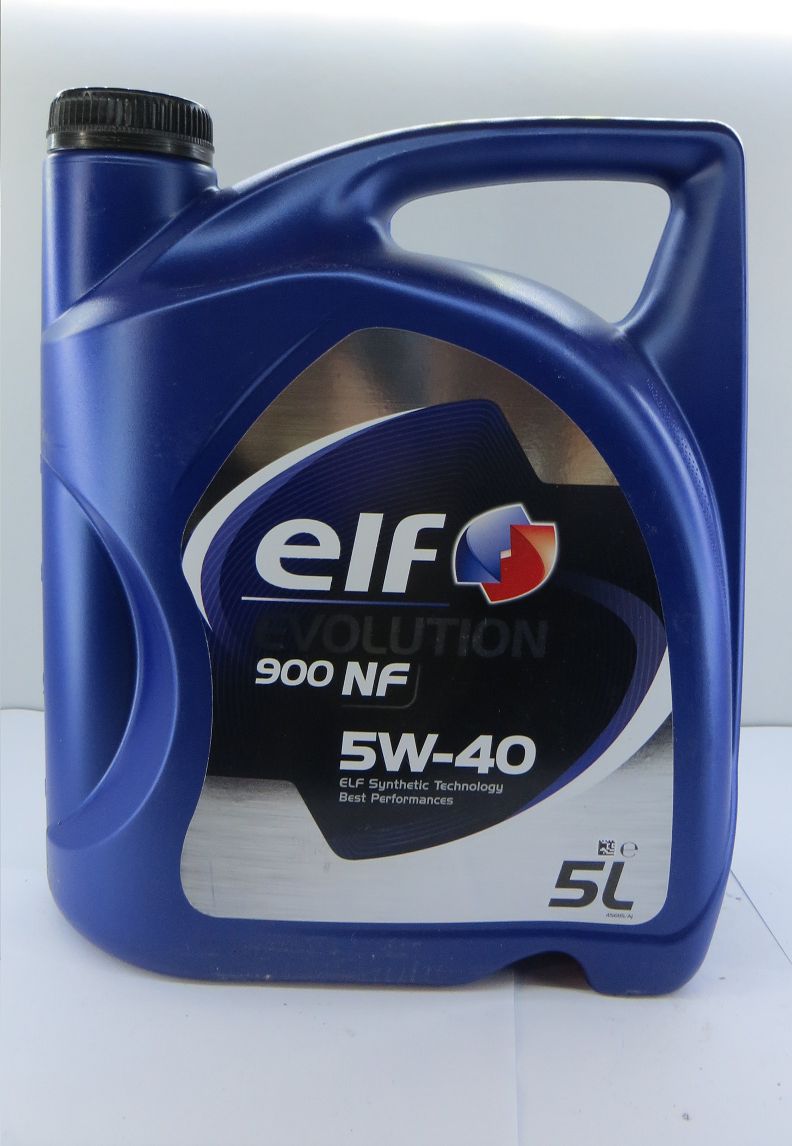 elf
EVOLUTION
900 NF
5W-40
ELF Synthetic Technology
Best Performances
e
5L